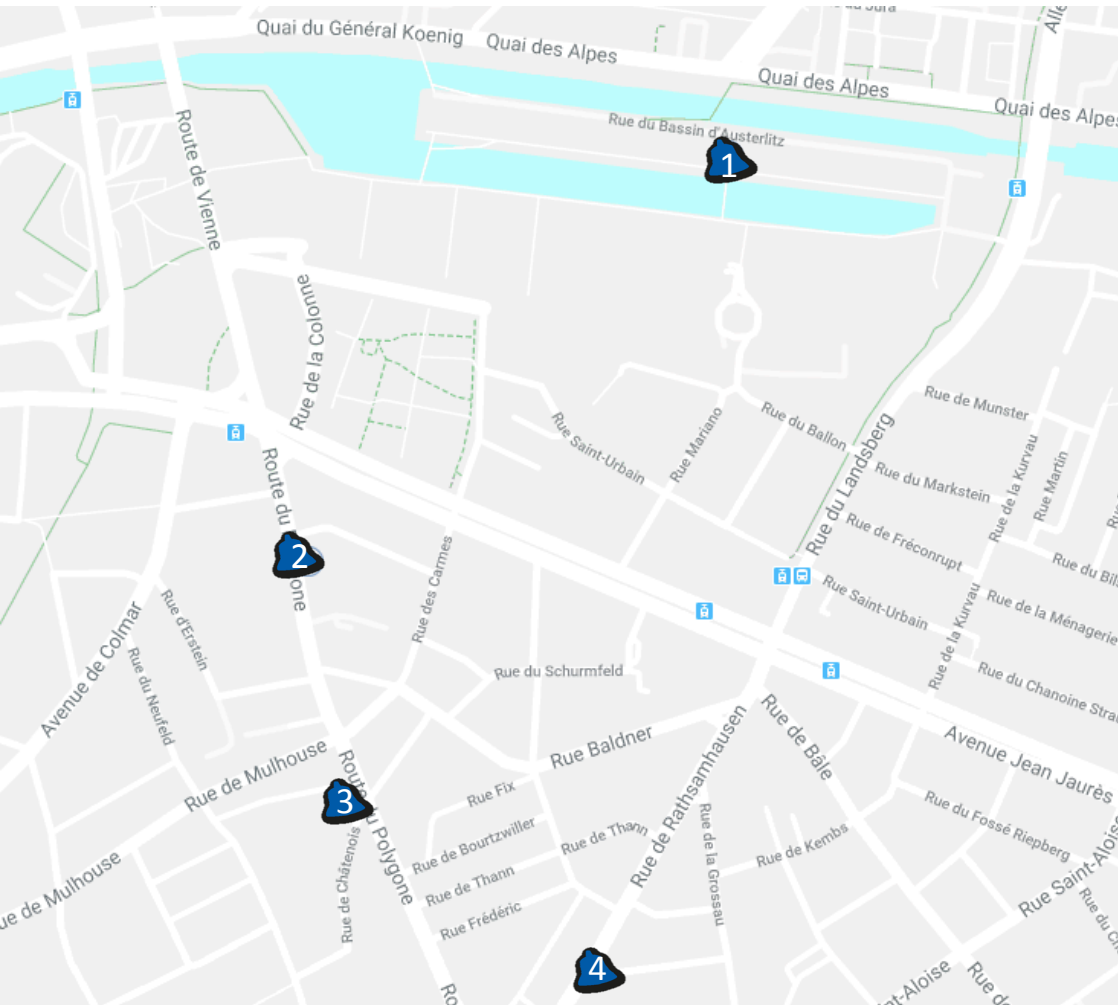 Quai du Général Koenig
Quai des Alpes
Quai des Alpes
Quai des Alpes
Rue du Bassin d'Austerlitz
1
Route de Vienne
Rue de la Colonne
Rue de Munster
Rue du Ballon
Rue Mariano
Rue Saint-Urbain
Rue du Landsberg
Rue du Markstein
Rue de la Kurvau
Rue Martin
Route du
2
Rue de Fréconrupt
Rue des Carmes
Rue Saint-Urbain
Rue de la Kurvau
Rue de la Ménagerie
Avenue de Colmar
Rue d'Erstein
Rue du Neufeld
Rue du Schurmfeld
Rue du Chanoine
Rue de Mulhouse
Rue Baldner
Rue de Bâle
Avenue Jean Jaurès
3
Route du Polygone
Rue Fix
Rue de Rathsamhausen
Rue de Bourtzwiller
Rue de Thann
Rue de la Grossau
Rue de Kembs
Rue du Fossé Riepberg
Rue de Châtenois
Rue de Thann
Rue Frédéric
ue de Mulhouse
Rue Saint-Aloise
4
nt-Aloise